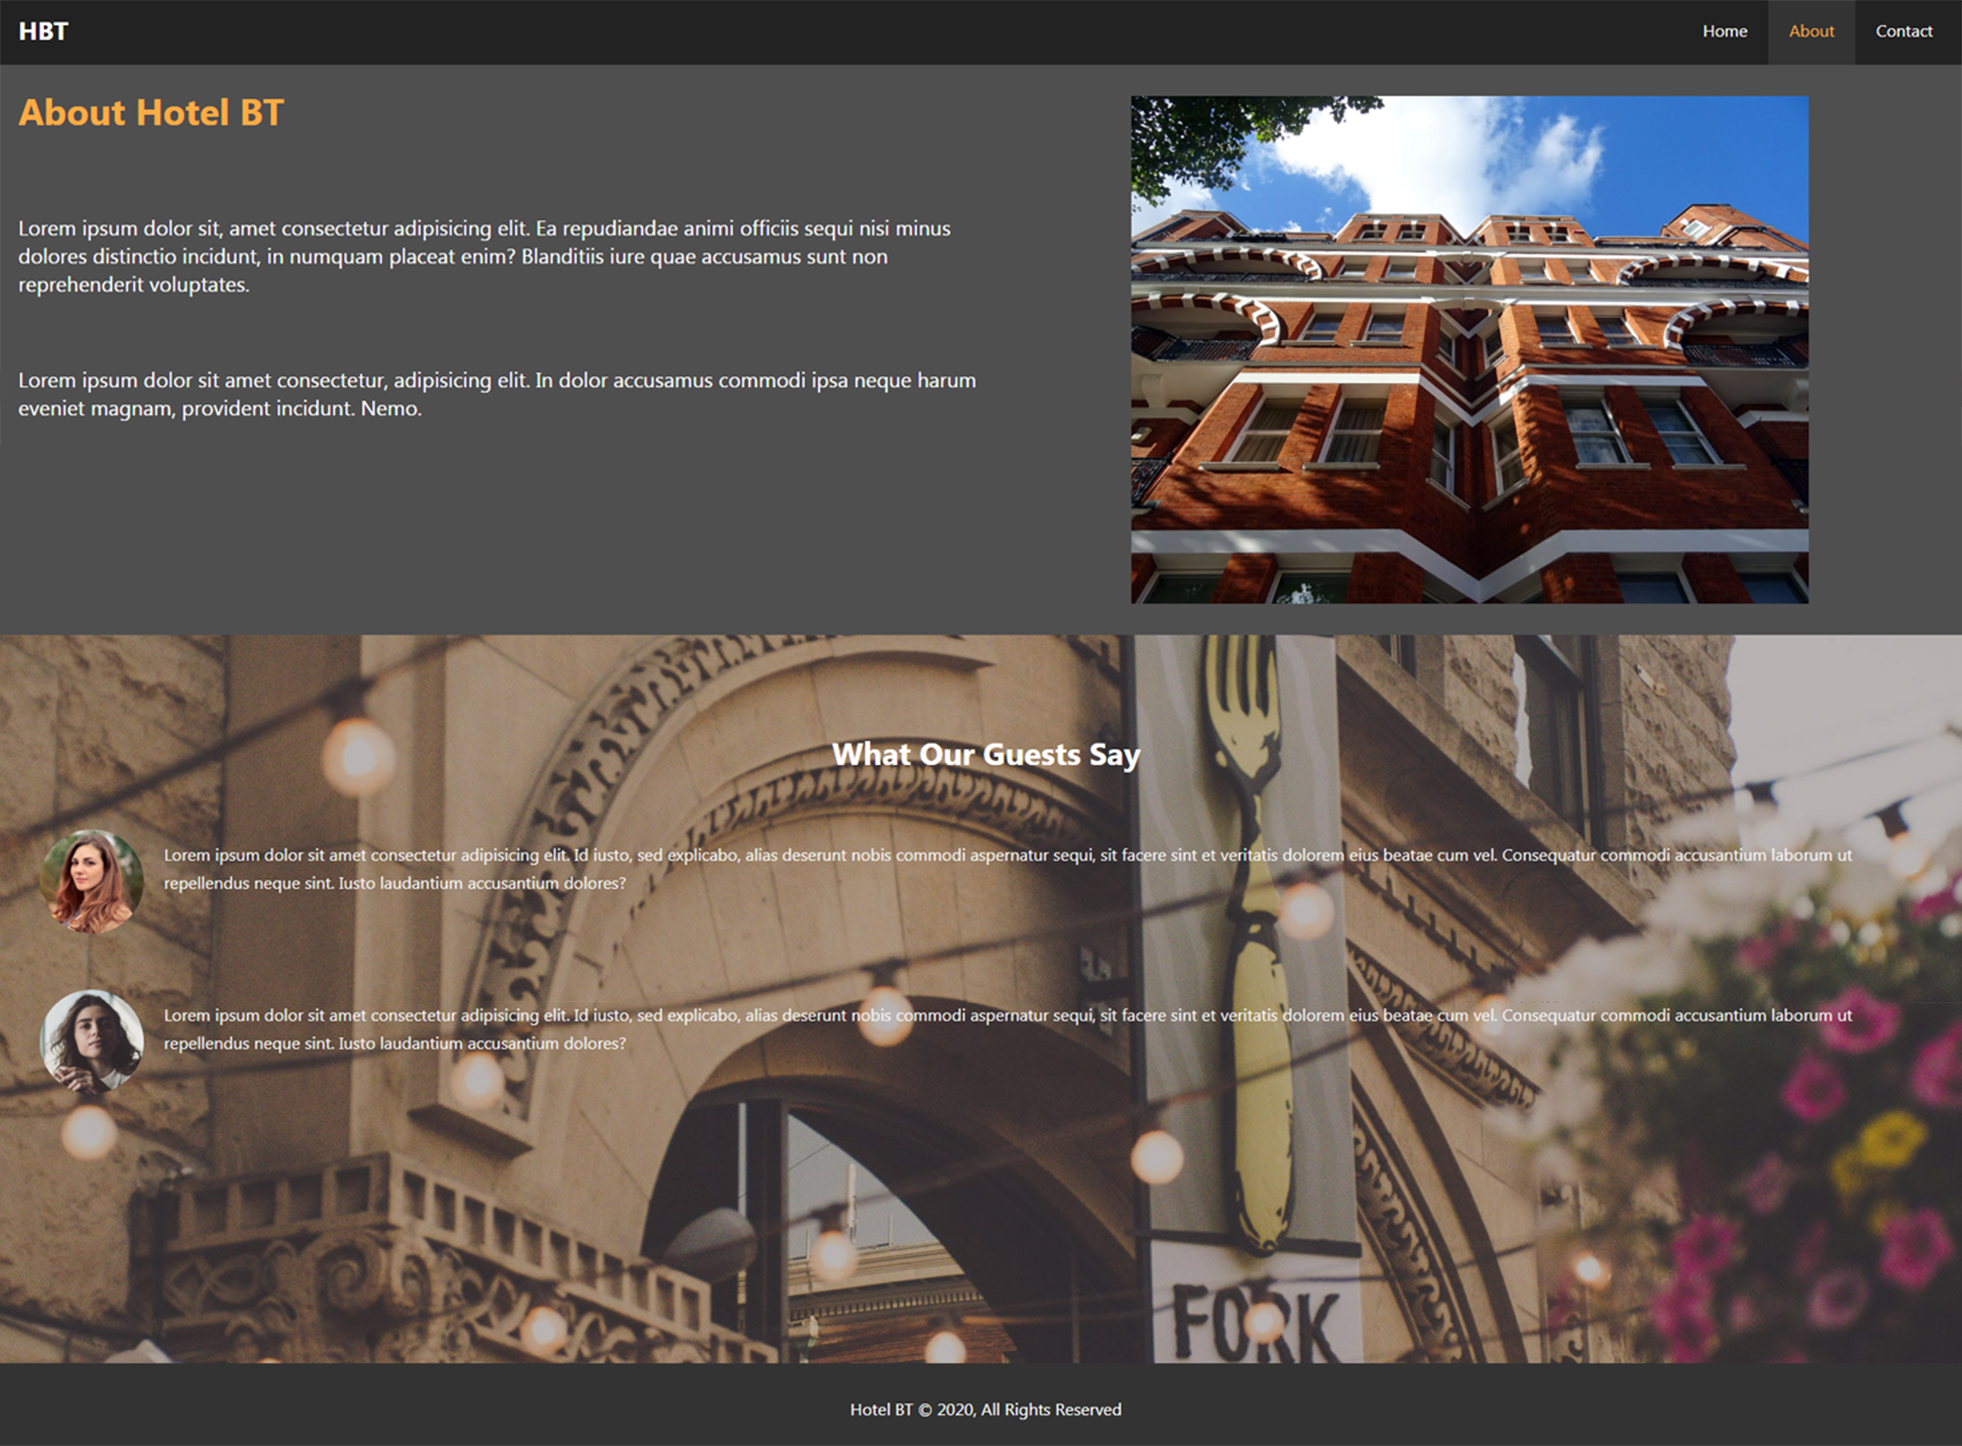 HBT
Home
About
Contact
About Hotel BT
Lorem ipsum dolor sit, amet consectetur adipisicing elit. Ea repudiandae animi officiis sequi nisi minus
dolores distinctio incidunt, in numquam placeat enim? Blanditiis iure quae accusamus sunt non
reprehenderit voluptates.
Lorem ipsum dolor sit amet consectetur, adipisicing elit. In dolor accusamus commodi ipsa neque harum
eveniet magnam, provident incidunt. Nemo.
What Our Guests Say
Lorem ipsum dolor sit amet consectetur adipisicing elit. Id iusto, sed explicabo, alias deserunt nobis commodi aspernatur sequi, sit facere sint et veritatis dolorem eius beatae cum vel. Consequatur commodi accusantium laborum ut
repellendus neque sint. Iusto laudantium accusantium dolores?
Lorem ipsum dolor sit amet consectetur adipisicing elit. Id iusto, sed explicabo, alias deserunt nobis commodi aspernatur sequi, sit facere sint et veritatis dolorem eius beatae cum vel. Consequatur commodi accusantium laborum ut
repellendus neque sint. Iusto laudantium accusantium dolores?
FORK
Hotel BT © 2020, All Rights Reserved